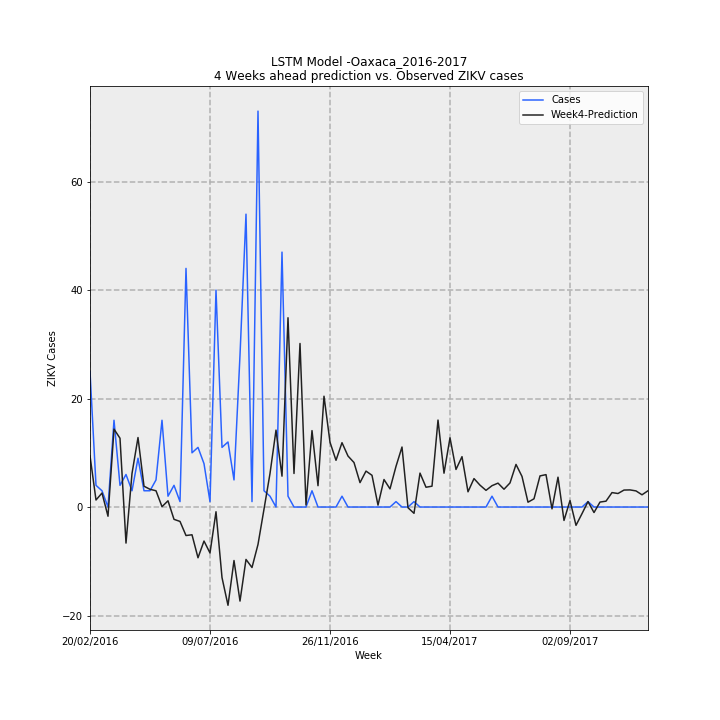 LSTM Model -Oaxaca_2016-2017
4 Weeks ahead prediction vs. Observed ZIKV cases
Cases
Week4-Prediction
ZIKV Cases
60
40
20
0
−20
20/02/2016 09/07/2016 26/11/2016 15/04/2017 02/09/2017
Week